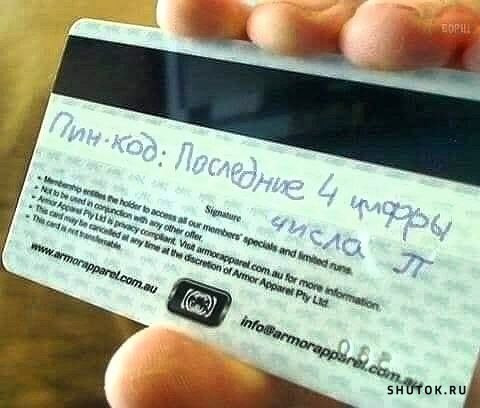 БОРЩ
Пин-код: Последние 4 цифры
числа π
Signature
Membership entitles the holder to access all our members' specials and limited runs.
Not to be used in conjunction with any other offer.
Armor Apparel Pty Ltd is privacy compliant. Visit armorapparel.com.au for more information.
This card may be cancelled at any time at the discretion of Armor Apparel Pty Ltd.
This card is not transferrable.
www.armorapparel.com.au
info@armorapparel.com.au
SHUTOK.RU